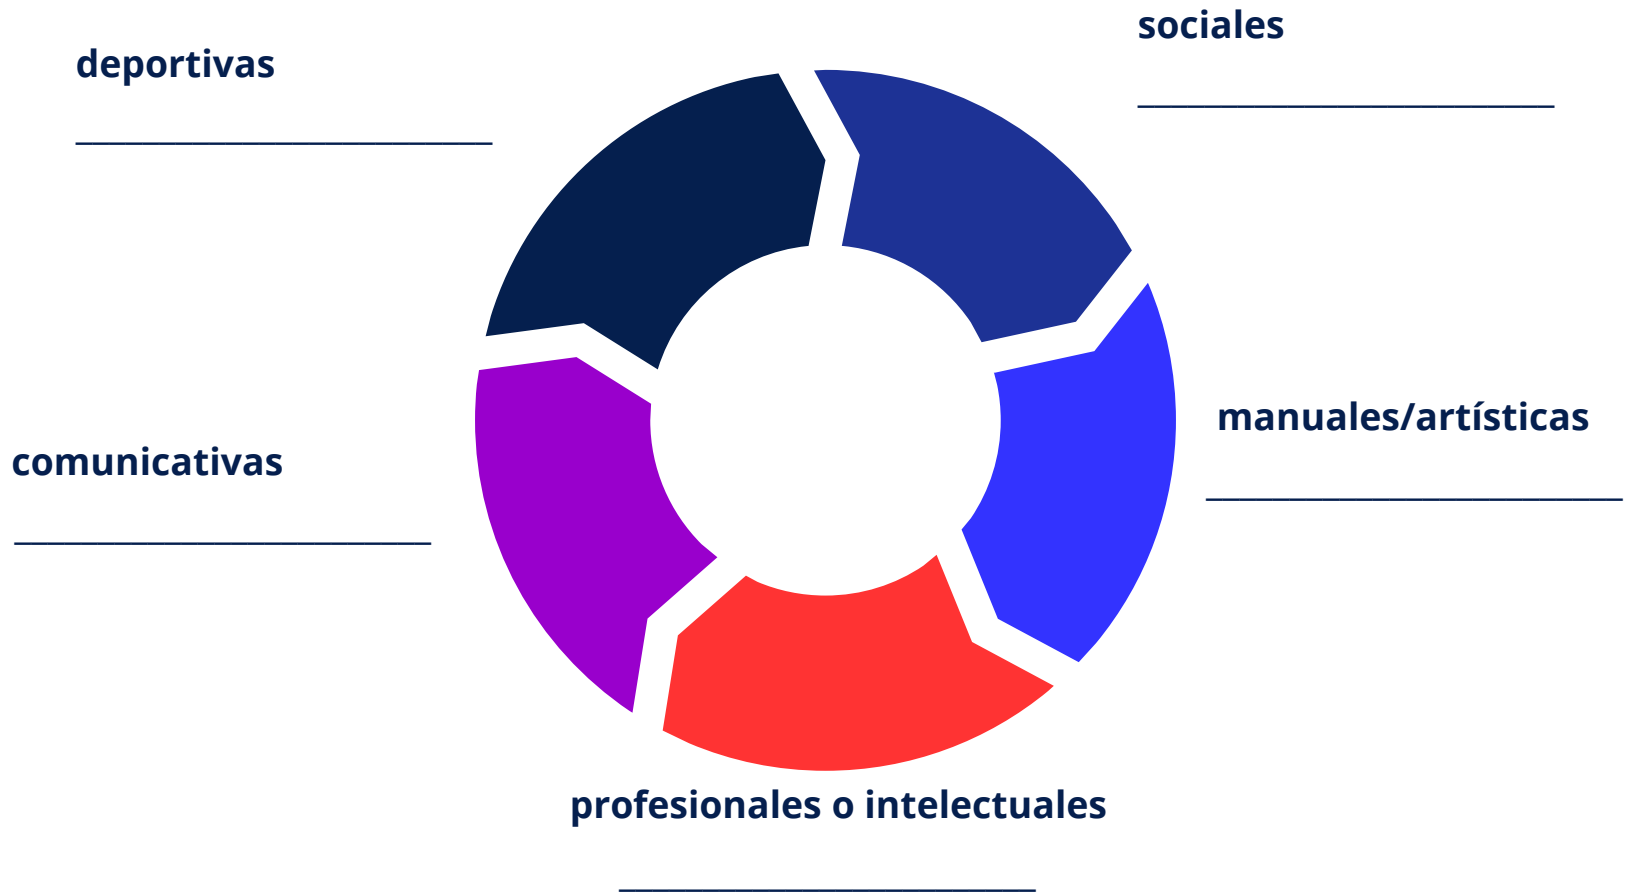 sociales
deportivas
manuales/artísticas
comunicativas
profesionales o intelectuales